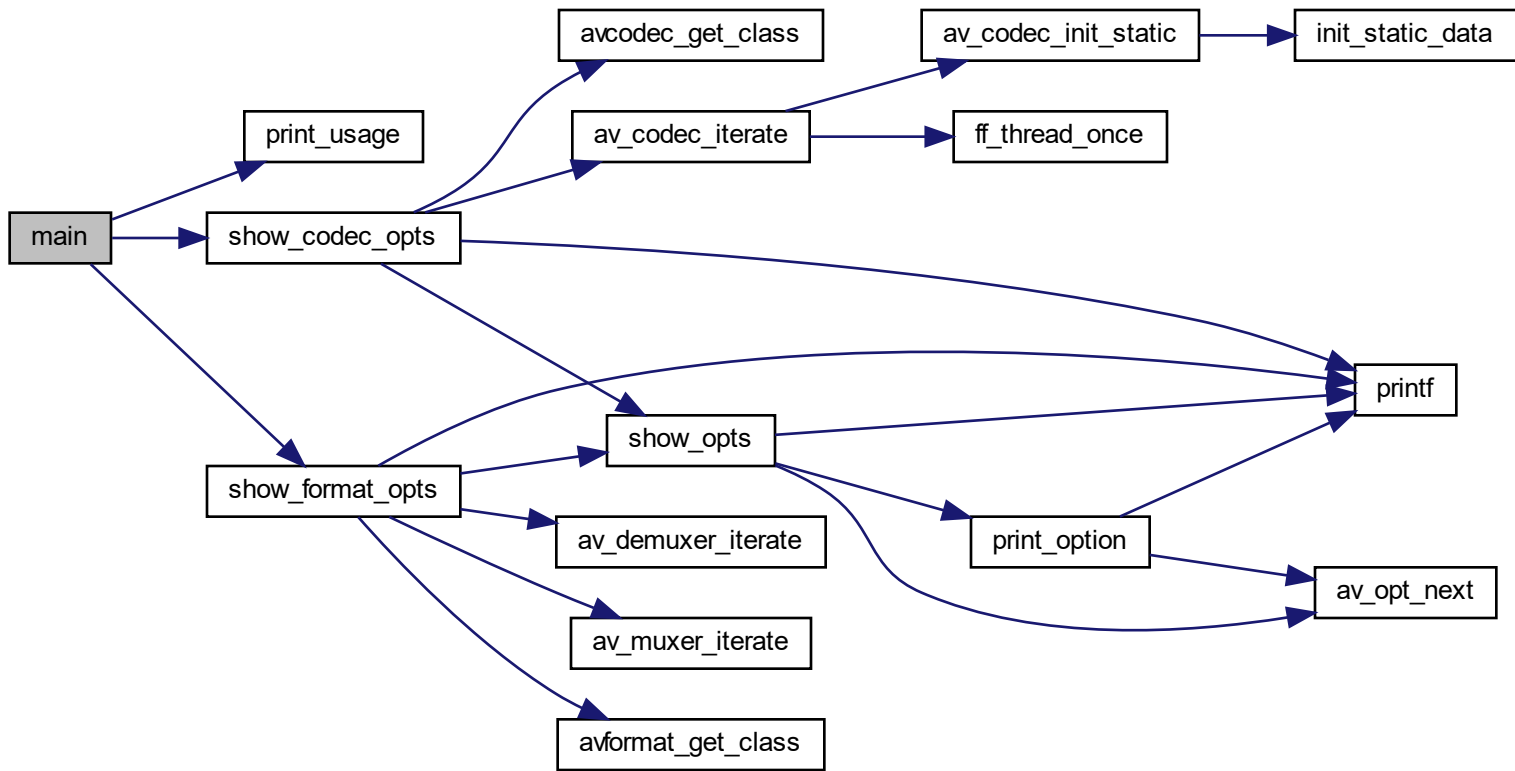 avcodec_get_class
av_codec_init_static
init_static_data
print_usage
av_codec_iterate
ff_thread_once
main
show_codec_opts
printf
show_opts
show_format_opts
av_demuxer_iterate
print_option
av_opt_next
av_muxer_iterate
avformat_get_class